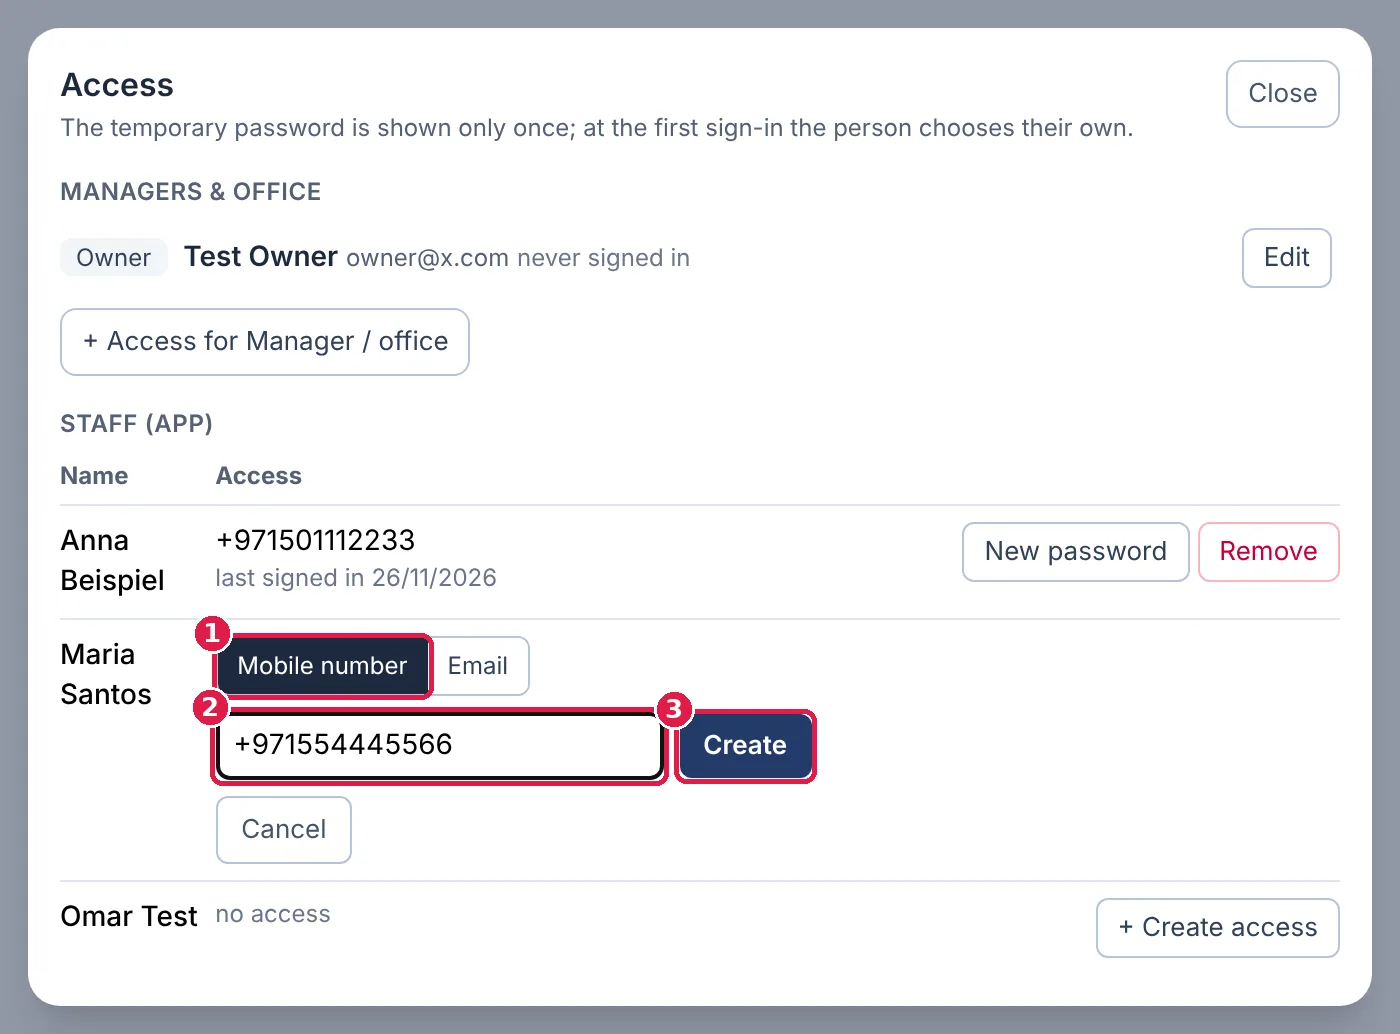 Access
Close
The temporary password is shown only once; at the first sign-in the person chooses their own.
MANAGERS & OFFICE
Owner Test Owner owner@x.com never signed in
Edit
+ Access for Manager / office
STAFF (APP)
Name Access
Anna Beispiel
+971501112233
last signed in 26/11/2026
New password
Remove
Maria Santos
1
Mobile number
Email
2
+971554445566
3
Create
Cancel
Omar Test no access
+ Create access